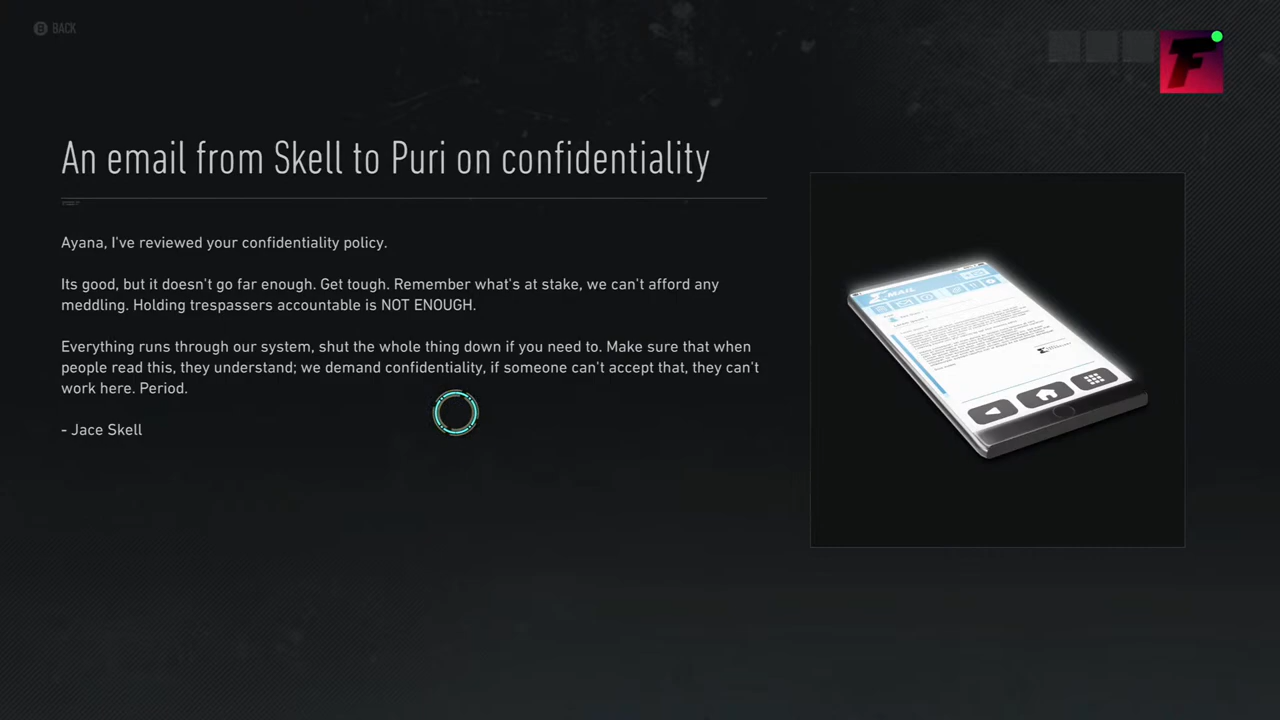 B BACK
F
An email from Skell to Puri on confidentiality
Ayana, I've reviewed your confidentiality policy.
Its good, but it doesn't go far enough. Get tough. Remember what's at stake, we can't afford any
meddling. Holding trespassers accountable is NOT ENOUGH.
Everything runs through our system, shut the whole thing down if you need to. Make sure that when
people read this, they understand; we demand confidentiality, if someone can't accept that, they can't
work here. Period.
- Jace Skell